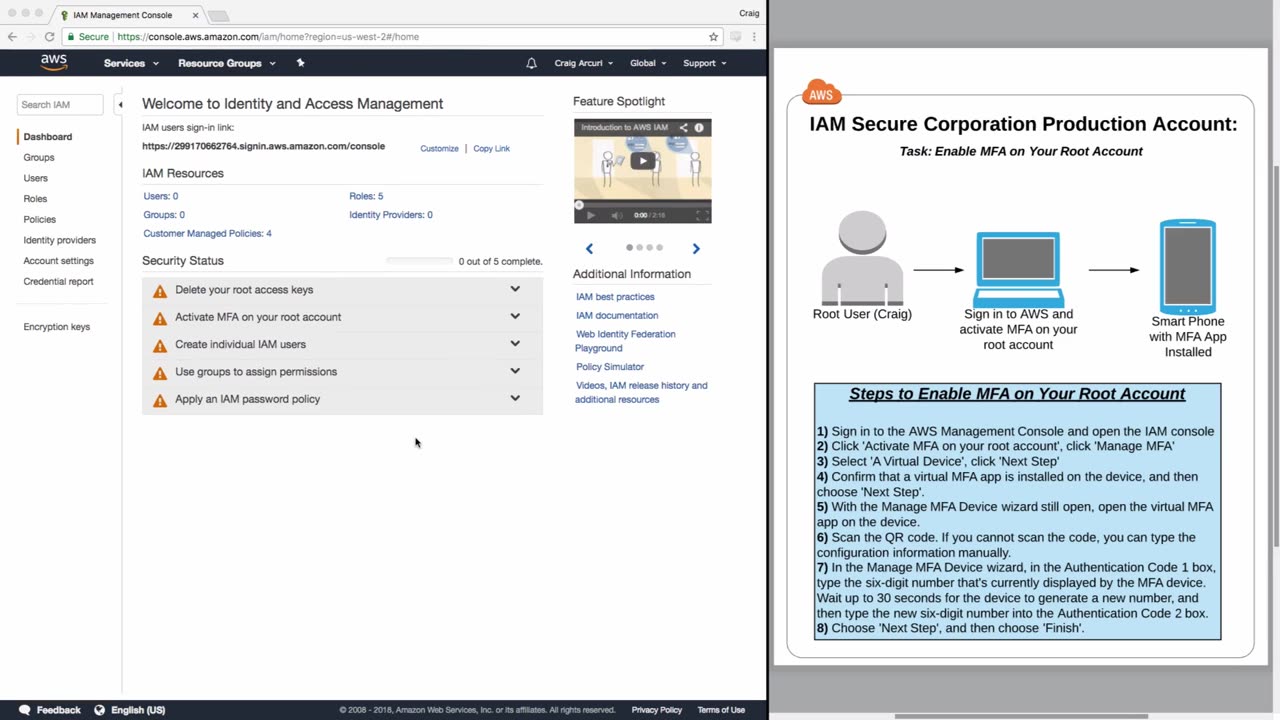 IAM Management Console
Craig
Secure
https://console.aws.amazon.com/iam/home?region=us-west-2#/home
aws
Services
Resource Groups
Craig Arcuri
Global
Support
Search IAM
Dashboard
Groups
Users
Roles
Policies
Identity providers
Account settings
Credential report
Encryption keys
Welcome to Identity and Access Management
IAM users sign-in link:
https://299170662764.signin.aws.amazon.com/console
Customize | Copy Link
IAM Resources
Users: 0
Roles: 5
Groups: 0
Identity Providers: 0
Customer Managed Policies: 4
Security Status
0 out of 5 complete.
Delete your root access keys
Activate MFA on your root account
Create individual IAM users
Use groups to assign permissions
Apply an IAM password policy
Feature Spotlight
Introduction to AWS IAM
0:00 / 2:16
Additional Information
IAM best practices
IAM documentation
Web Identity Federation
Playground
Policy Simulator
Videos, IAM release history and
additional resources
Feedback
English (US)
© 2008 - 2018, Amazon Web Services, Inc. or its affiliates. All rights reserved.
Privacy Policy
Terms of Use
AWS
IAM Secure Corporation Production Account:
Task: Enable MFA on Your Root Account
Root User (Craig)
Sign in to AWS and
activate MFA on your
root account
Smart Phone
with MFA App
Installed
Steps to Enable MFA on Your Root Account
1) Sign in to the AWS Management Console and open the IAM console
2) Click 'Activate MFA on your root account', click 'Manage MFA'
3) Select 'A Virtual Device', click 'Next Step'
4) Confirm that a virtual MFA app is installed on the device, and then
choose 'Next Step'.
5) With the Manage MFA Device wizard still open, open the virtual MFA
app on the device.
6) Scan the QR code. If you cannot scan the code, you can type the
configuration information manually.
7) In the Manage MFA Device wizard, in the Authentication Code 1 box,
type the six-digit number that's currently displayed by the MFA device.
Wait up to 30 seconds for the device to generate a new number, and
then type the new six-digit number into the Authentication Code 2 box.
8) Choose 'Next Step', and then choose 'Finish'.